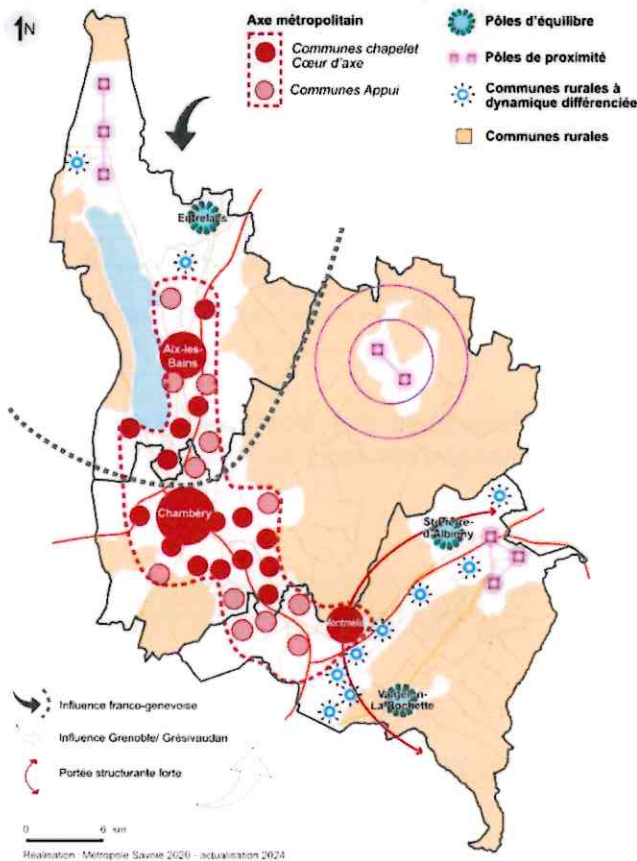 N
Axe métropolitain
Communes chapelet
Cœur d'axe
Communes Appui
Pôles d'équilibre
Pôles de proximité
Communes rurales à
dynamique différenciée
Communes rurales
Entrelacs
Aix-les-
Bains
Chambéry
St-Pierre-
d'Albigny
Montmélian
Valgelon-
La Rochette
Influence franco-genevoise
Influence Grenoble/ Grésivaudan
Portée structurante forte
0 6 km
Réalisation : Métropole Savoie 2020 - actualisation 2024